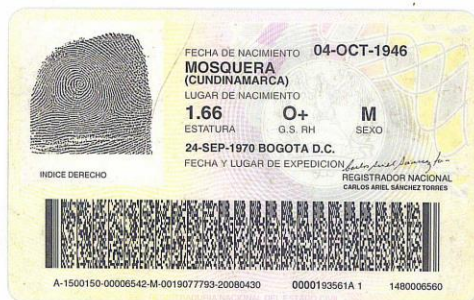 FECHA DE NACIMIENTO 04-OCT-1946
MOSQUERA
(CUNDINAMARCA)
LUGAR DE NACIMIENTO
1.66 O+ M
ESTATURA G.S. RH SEXO
24-SEP-1970 BOGOTA D.C.
FECHA Y LUGAR DE EXPEDICION
INDICE DERECHO
REGISTRADOR NACIONAL
CARLOS ARIEL SÁNCHEZ TORRES
A-1500150-00006542-M-0019077793-20080430 0000193561A 1 1480006560